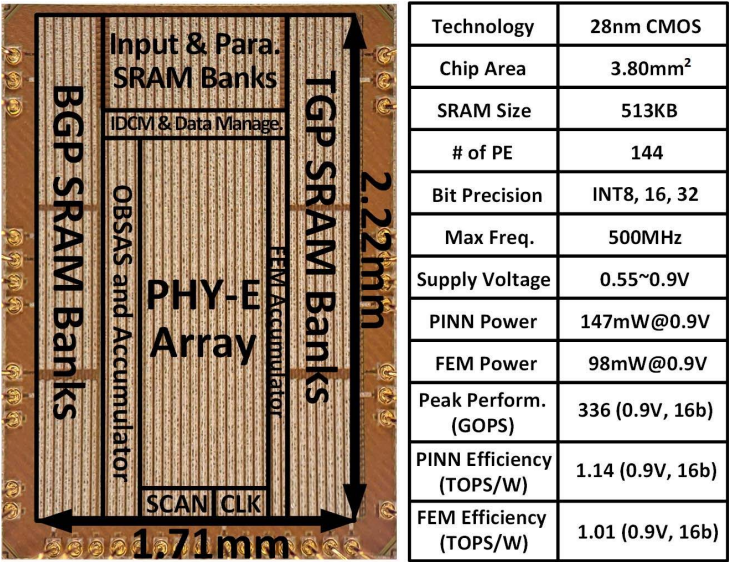 Input & Para.
SRAM Banks
IDCM & Data Manage.
BGP SRAM Banks
TGP SRAM Banks
OBSAS and Accumulator
PHY-E
Array
FEM Accumulator
2.22mm
SCAN CLK
1.71mm
Technology 28nm CMOS
Chip Area 3.80mm²
SRAM Size 513KB
# of PE 144
Bit Precision INT8, 16, 32
Max Freq. 500MHz
Supply Voltage 0.55~0.9V
PINN Power 147mW@0.9V
FEM Power 98mW@0.9V
Peak Perform.
(GOPS) 336 (0.9V, 16b)
PINN Efficiency
(TOPS/W) 1.14 (0.9V, 16b)
FEM Efficiency
(TOPS/W) 1.01 (0.9V, 16b)